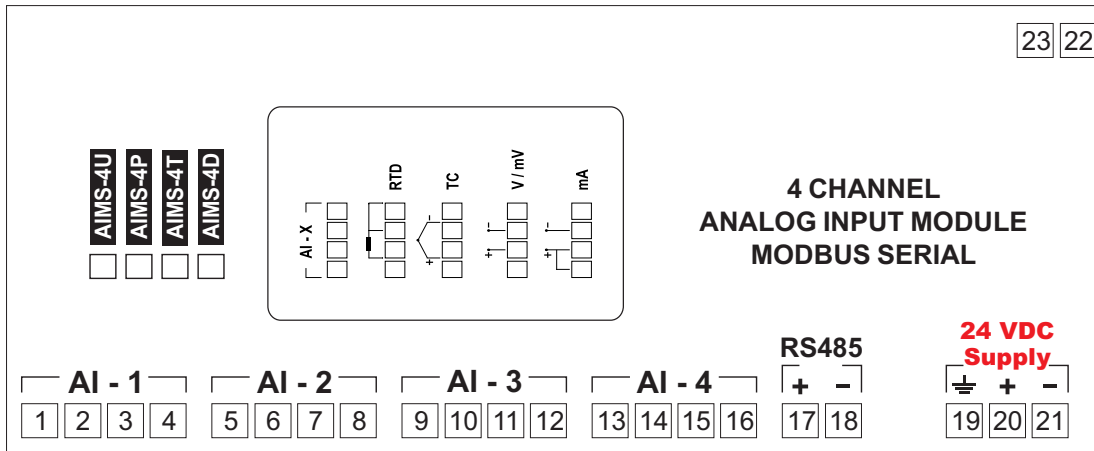 23 22
AIMS-4U
AIMS-4P
AIMS-4T
AIMS-4D
AI - X
RTD
TC
V / mV
mA
+ -
+ -
+ -
4 CHANNEL
ANALOG INPUT MODULE
MODBUS SERIAL
AI - 1
1 2 3 4
AI - 2
5 6 7 8
AI - 3
9 10 11 12
AI - 4
13 14 15 16
RS485
+ −
17 18
24 VDC
Supply
+ −
19 20 21